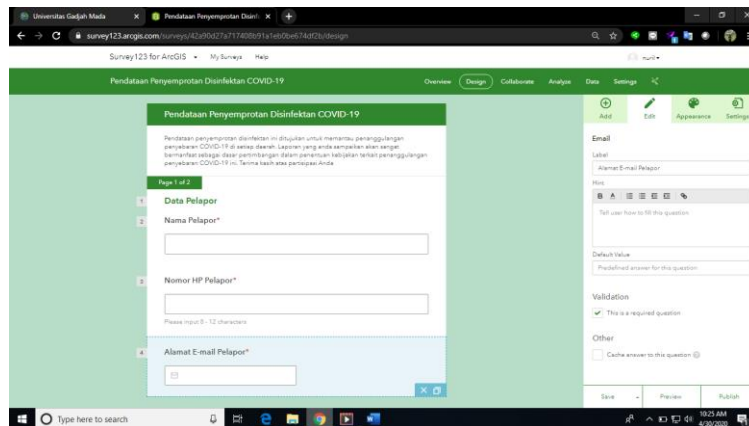 Universitas Gadjah Mada
Pendataan Penyemprotan Disinf
survey123.arcgis.com/surveys/42a90d27a717408b91a1eb0be674df2b/design
Survey123 for ArcGIS My Surveys Help
Pendataan Penyemprotan Disinfektan COVID-19 Overview Design Collaborate Analyze Data Settings
Pendataan Penyemprotan Disinfektan COVID-19
Pendataan penyemprotan disinfektan ini ditujukan untuk memantau penanggulangan
penyebaran COVID-19 di setiap daerah. Laporan yang anda sampaikan akan sangat
bermanfaat sebagai dasar pertimbangan dalam penentuan kebijakan terkait penanggulangan
penyebaran COVID-19 ini. Terima kasih atas partisipasi Anda
Page 1 of 2
1 Data Pelapor
2 Nama Pelapor*
3 Nomor HP Pelapor*
Please input 8 - 12 characters
4 Alamat E-mail Pelapor*
Add Edit Appearance Settings
Email
Label
Alamat E-mail Pelapor
Hint
B A
Tell user how to fill this question
Default Value
Predefined answer for this question
Validation
This is a required question
Other
Cache answer to this question
Save Preview Publish
Type here to search
10:25 AM
4/30/2020